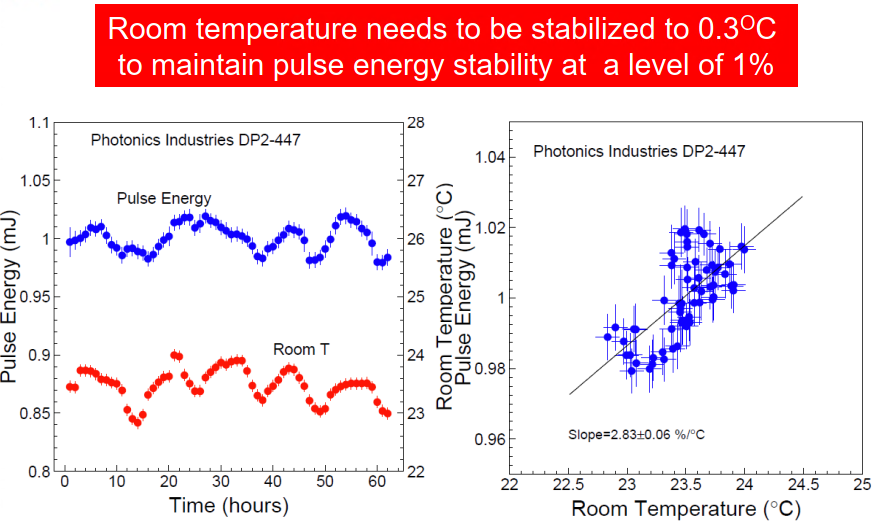 Room temperature needs to be stabilized to 0.3ᴼC
to maintain pulse energy stability at a level of 1%
Photonics Industries DP2-447
Pulse Energy
Room T
Pulse Energy (mJ)
1.1
1.05
1
0.95
0.9
0.85
0.8
28
27
26
25
24
23
22
Room Temperature (°C)
0 10 20 30 40 50 60
Time (hours)
Photonics Industries DP2-447
Pulse Energy (mJ)
1.04
1.02
1
0.98
0.96
Slope=2.83±0.06 %/°C
22 22.5 23 23.5 24 24.5 25
Room Temperature (°C)